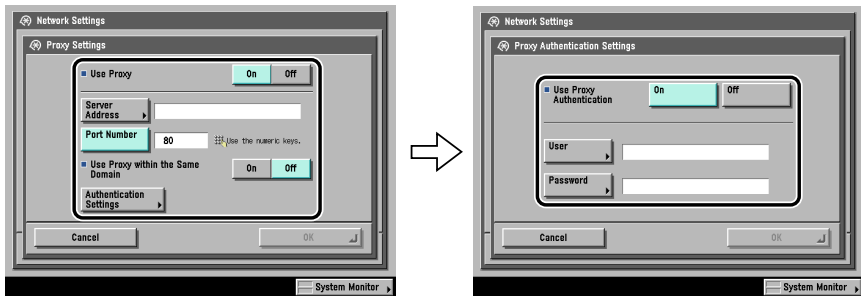 Network Settings
Proxy Settings
Use Proxy
On
Off
Server
Address
Port Number
80
Use the numeric keys.
Use Proxy within the Same
Domain
On
Off
Authentication
Settings
Cancel
OK
System Monitor
Network Settings
Proxy Authentication Settings
Use Proxy
Authentication
On
Off
User
Password
Cancel
OK
System Monitor